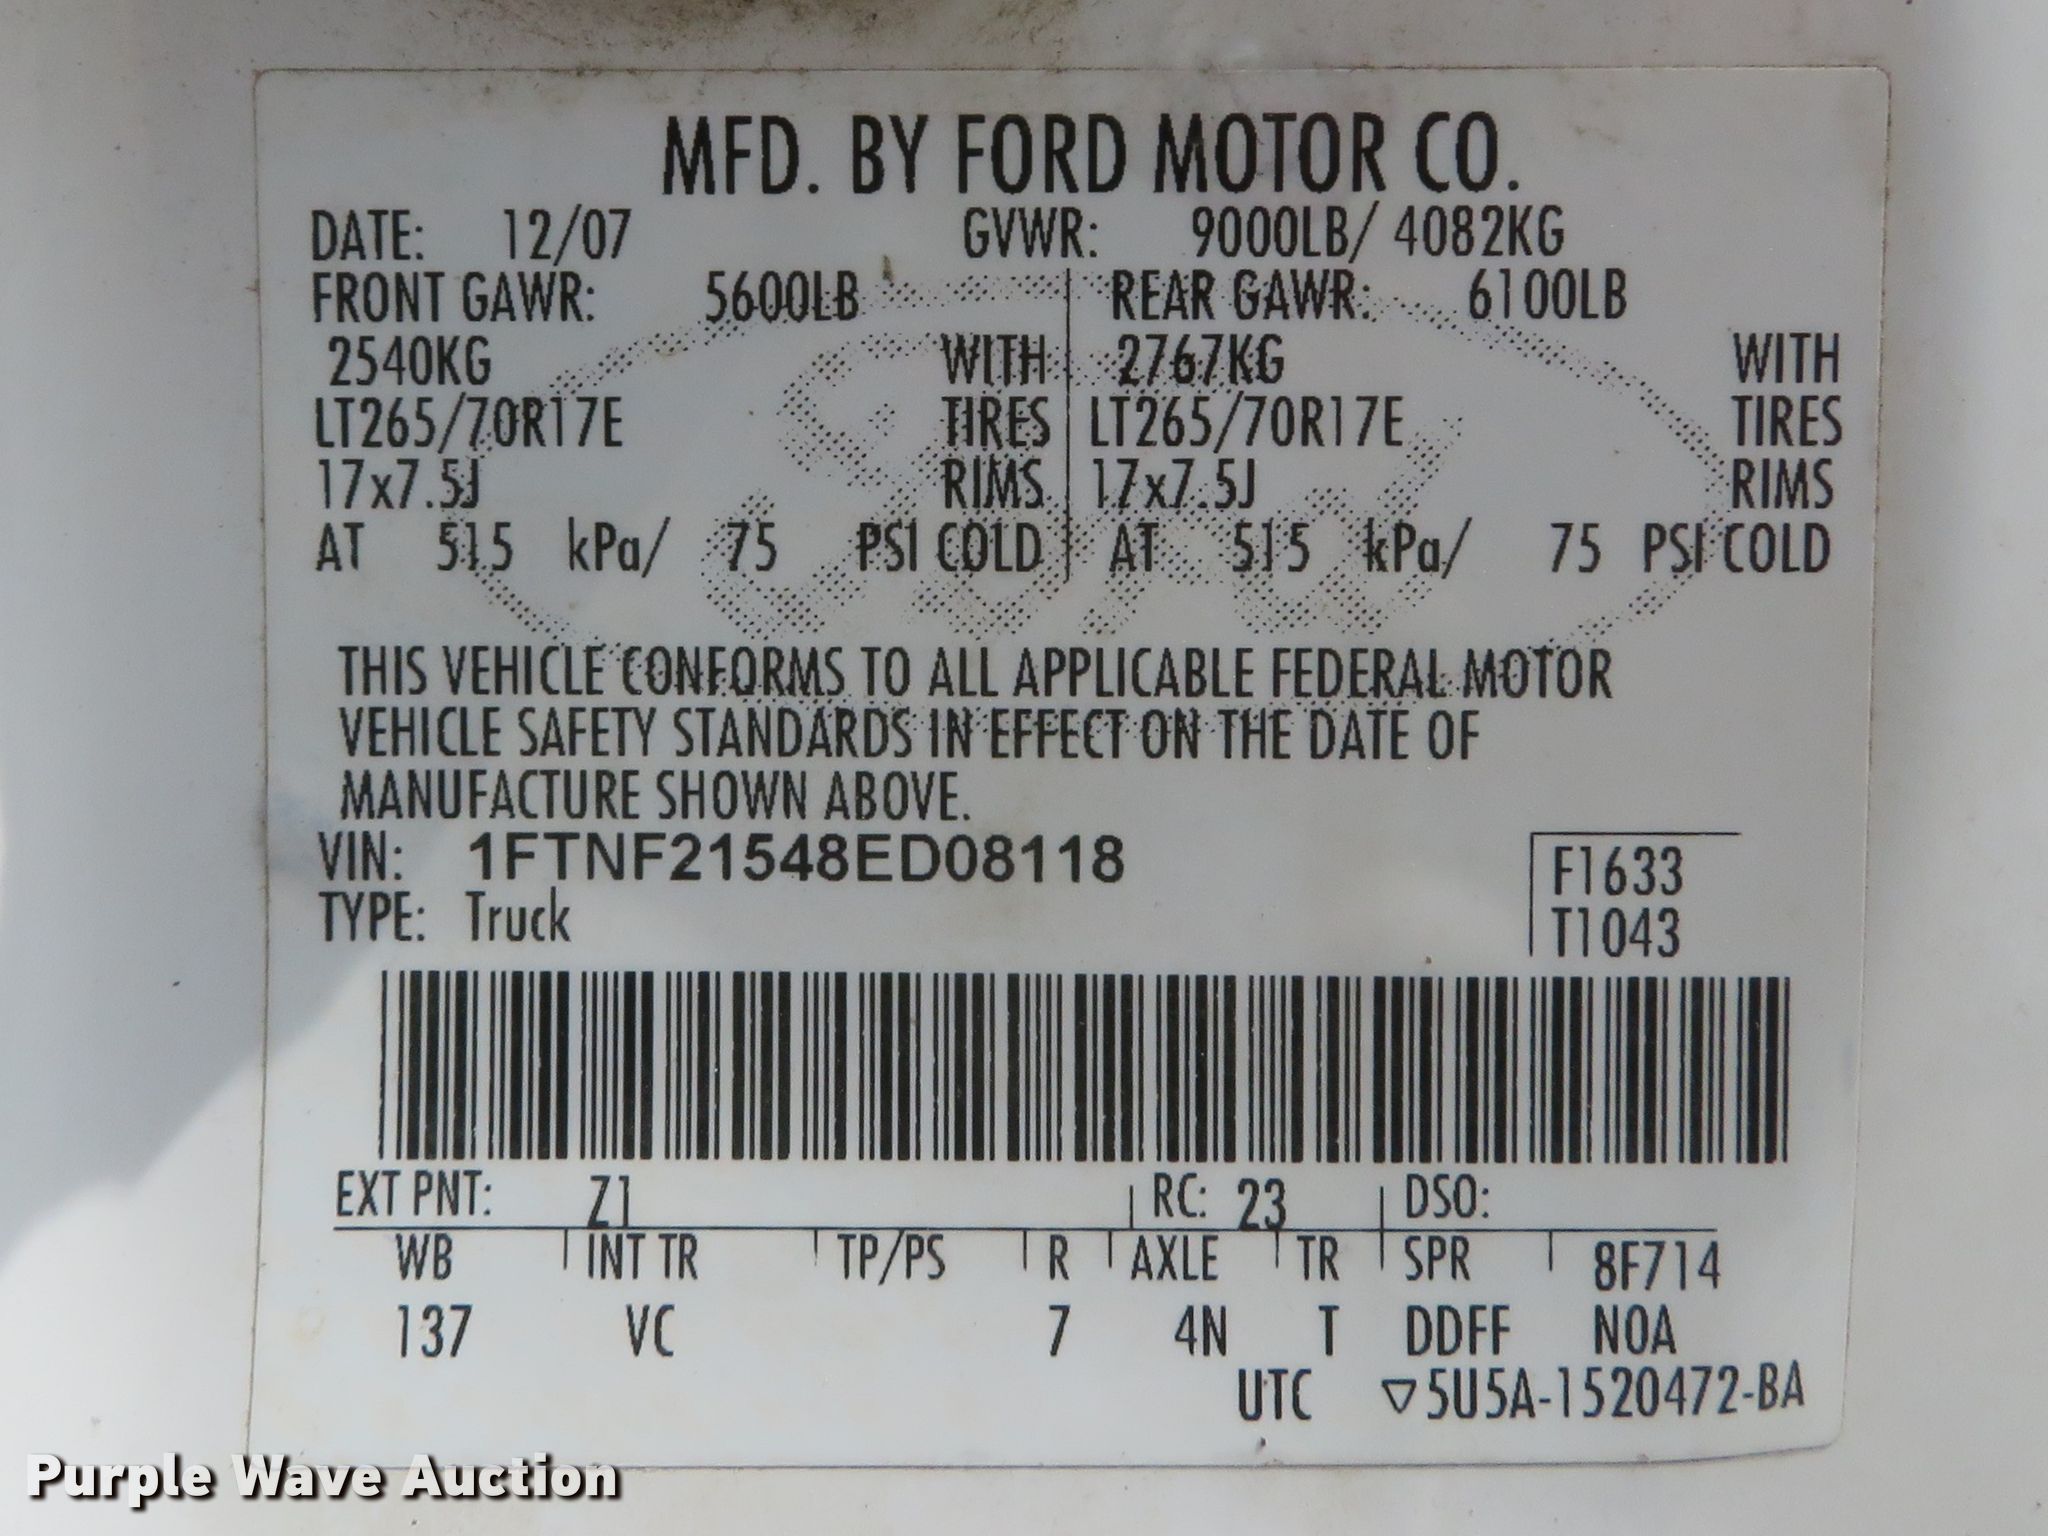 MFD. BY FORD MOTOR CO.
DATE: 12/07 GVWR: 9000LB/ 4082KG
FRONT GAWR: 5600LB REAR GAWR: 6100LB
2540KG WITH 2767KG WITH
LT265/70R17E TIRES LT265/70R17E TIRES
17x7.5J RIMS 17x7.5J RIMS
AT 515 kPa/ 75 PSI COLD AT 515 kPa/ 75 PSI COLD
Ford
THIS VEHICLE CONFORMS TO ALL APPLICABLE FEDERAL MOTOR
VEHICLE SAFETY STANDARDS IN EFFECT ON THE DATE OF
MANUFACTURE SHOWN ABOVE.
VIN: 1FTNF21548ED08118 F1633
TYPE: Truck T1043
EXT PNT: Z1 RC: 23 DSO:
WB INT TR TP/PS R AXLE TR SPR 8F714
137 VC 7 4N T DDFF NOA
UTC ▽5U5A-1520472-BA
Purple Wave Auction